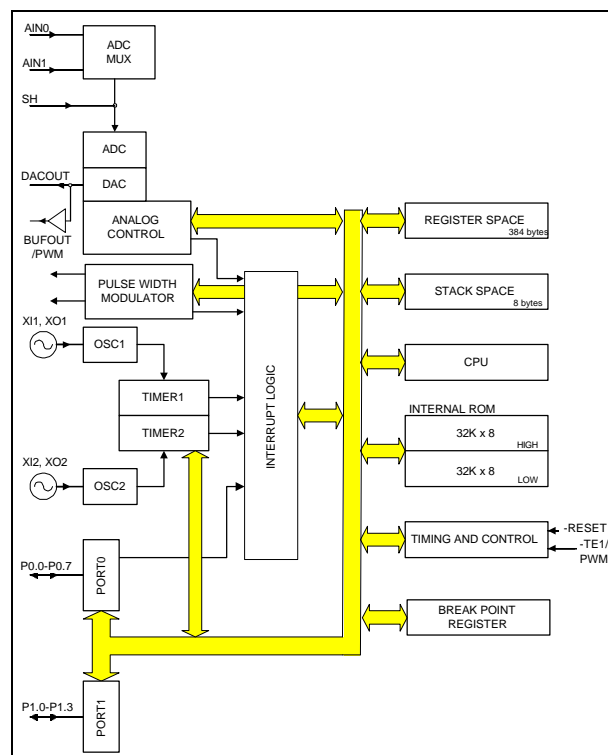 AIN0
ADC
MUX
AIN1
SH
ADC
DACOUT
DAC
BUFOUT
/PWM
ANALOG
CONTROL
REGISTER SPACE
384 bytes
PULSE WIDTH
MODULATOR
STACK SPACE
8 bytes
XI1, XO1
OSC1
CPU
TIMER1
INTERRUPT LOGIC
INTERNAL ROM
32K x 8
HIGH
TIMER2
32K x 8
LOW
XI2, XO2
OSC2
-RESET
TIMING AND CONTROL
-TE1/
PWM
P0.0-P0.7
PORT0
BREAK POINT
REGISTER
P1.0-P1.3
PORT1